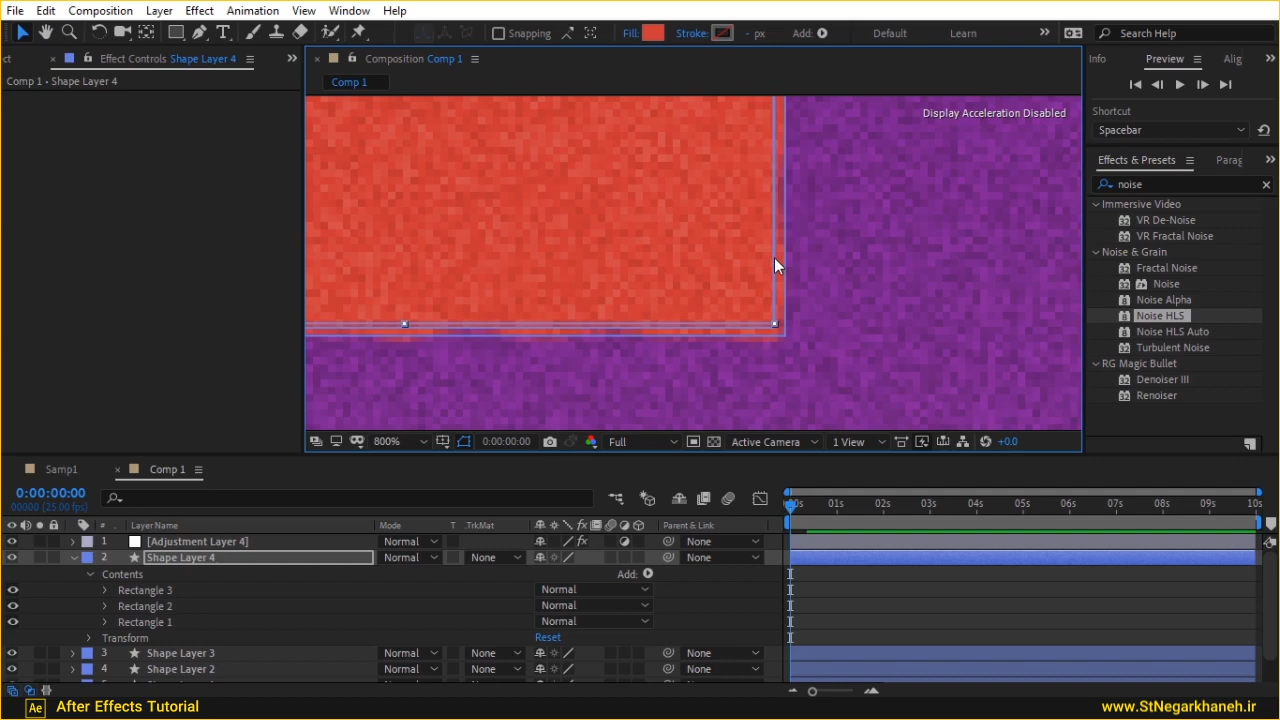 File Edit Composition Layer Effect Animation View Window Help
Snapping Fill: Stroke: - px Add: Default Learn Search Help
ct Effect Controls Shape Layer 4 Composition Comp 1 Info Preview Alig
Comp 1 • Shape Layer 4
Comp 1
Display Acceleration Disabled
Shortcut
Spacebar
Effects & Presets Parag
noise
Immersive Video
VR De-Noise
VR Fractal Noise
Noise & Grain
Fractal Noise
Noise
Noise Alpha
Noise HLS
Noise HLS Auto
Turbulent Noise
RG Magic Bullet
Denoiser III
Renoiser
800% 0:00:00:00 Full Active Camera 1 View +0.0
Samp1 Comp 1
0:00:00:00
00000 (25.00 fps)
01s 02s 03s 04s 05s 06s 07s 08s 09s 10s
# Layer Name Mode T .TrkMat Parent & Link
1 [Adjustment Layer 4] Normal None
2 Shape Layer 4 Normal None None
Contents Add:
Rectangle 3 Normal
Rectangle 2 Normal
Rectangle 1 Normal
Transform Reset
3 Shape Layer 3 Normal None None
4 Shape Layer 2 Normal None None
Ae After Effects Tutorial www.StNegarkhaneh.ir